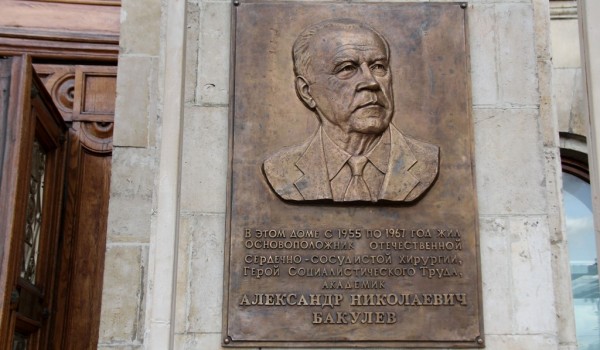 В ЭТОМ ДОМЕ С 1955 ПО 1967 ГОД ЖИЛ
ОСНОВОПОЛОЖНИК ОТЕЧЕСТВЕННОЙ
СЕРДЕЧНО-СОСУДИСТОЙ ХИРУРГИИ,
ГЕРОЙ СОЦИАЛИСТИЧЕСКОГО ТРУДА,
АКАДЕМИК
АЛЕКСАНДР НИКОЛАЕВИЧ
БАКУЛЕВ